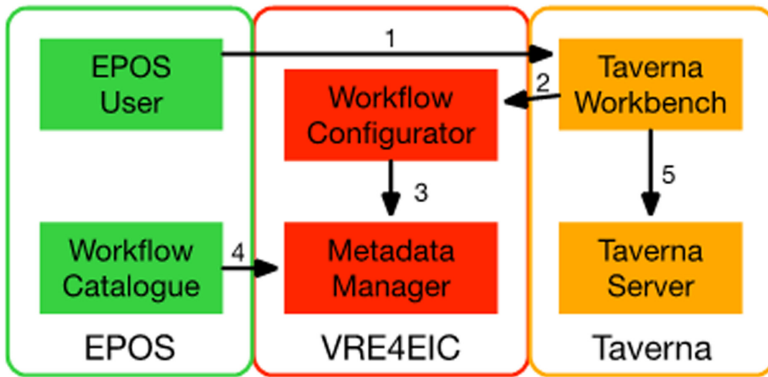 1
EPOS
User
Workflow
Configurator
2
Taverna
Workbench
3
5
Workflow
Catalogue
4
Metadata
Manager
Taverna
Server
EPOS
VRE4EIC
Taverna